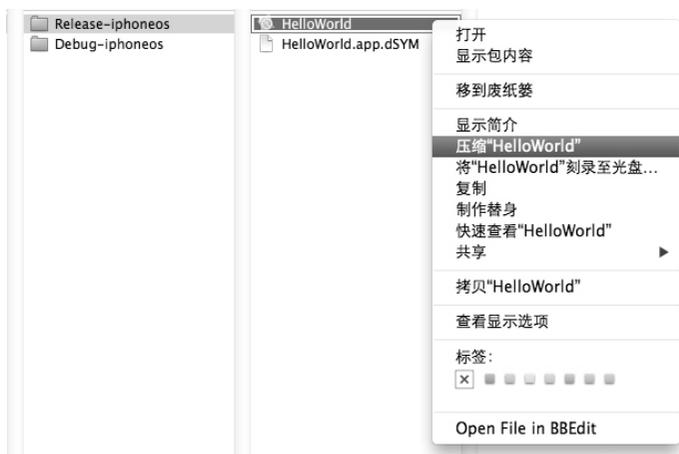 Release-iphoneos
Debug-iphoneos
HelloWorld
HelloWorld.app.dSYM
打开
显示包内容
移到废纸篓
显示简介
压缩“HelloWorld”
将“HelloWorld”刻录至光盘...
复制
制作替身
快速查看“HelloWorld”
共享
拷贝“HelloWorld”
查看显示选项
标签：
Open File in BBEdit